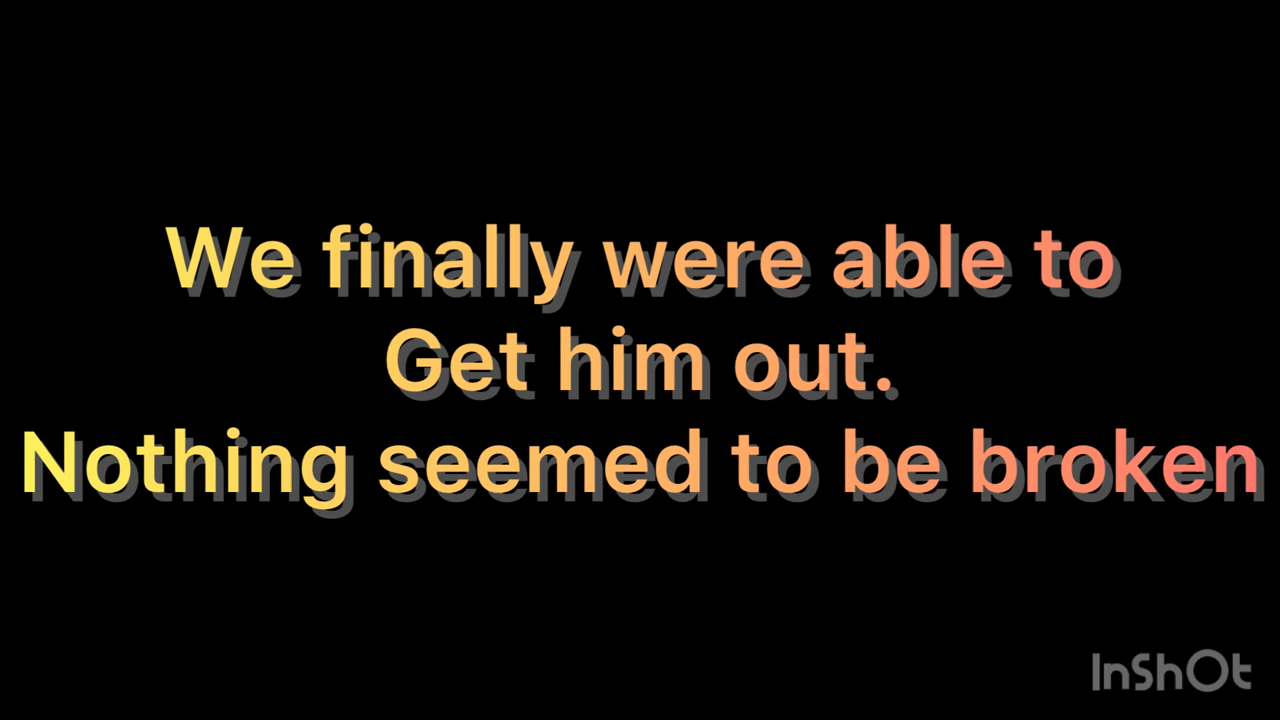 We finally were able to
Get him out.
Nothing seemed to be broken
InShOt